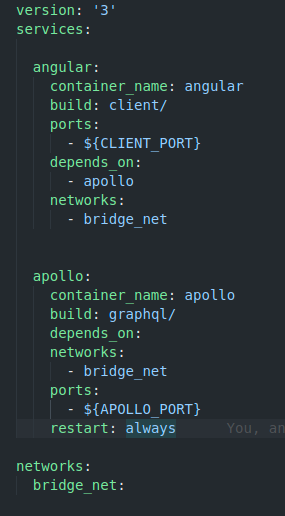 version: '3'
services:
angular:
container_name: angular
build: client/
ports:
- ${CLIENT_PORT}
depends_on:
- apollo
networks:
- bridge_net
apollo:
container_name: apollo
build: graphql/
depends_on:
networks:
- bridge_net
ports:
- ${APOLLO_PORT}
restart: always You, an
networks:
bridge_net: